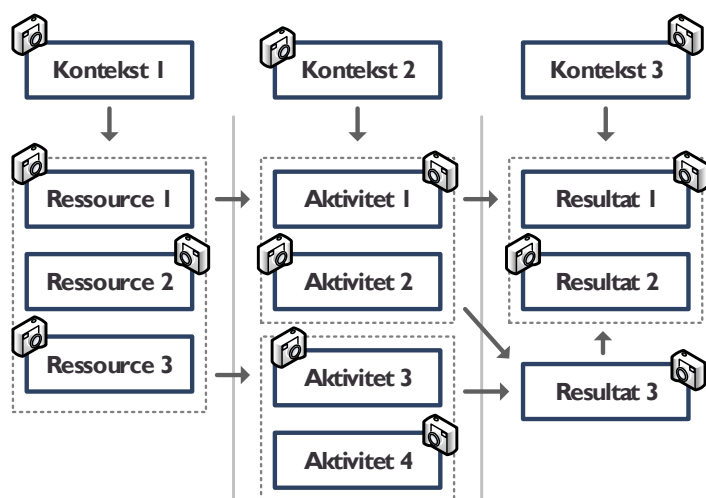 Kontekst 1
Kontekst 2
Kontekst 3
Ressource 1
Aktivitet 1
Resultat 1
Ressource 2
Aktivitet 2
Resultat 2
Ressource 3
Aktivitet 3
Resultat 3
Aktivitet 4